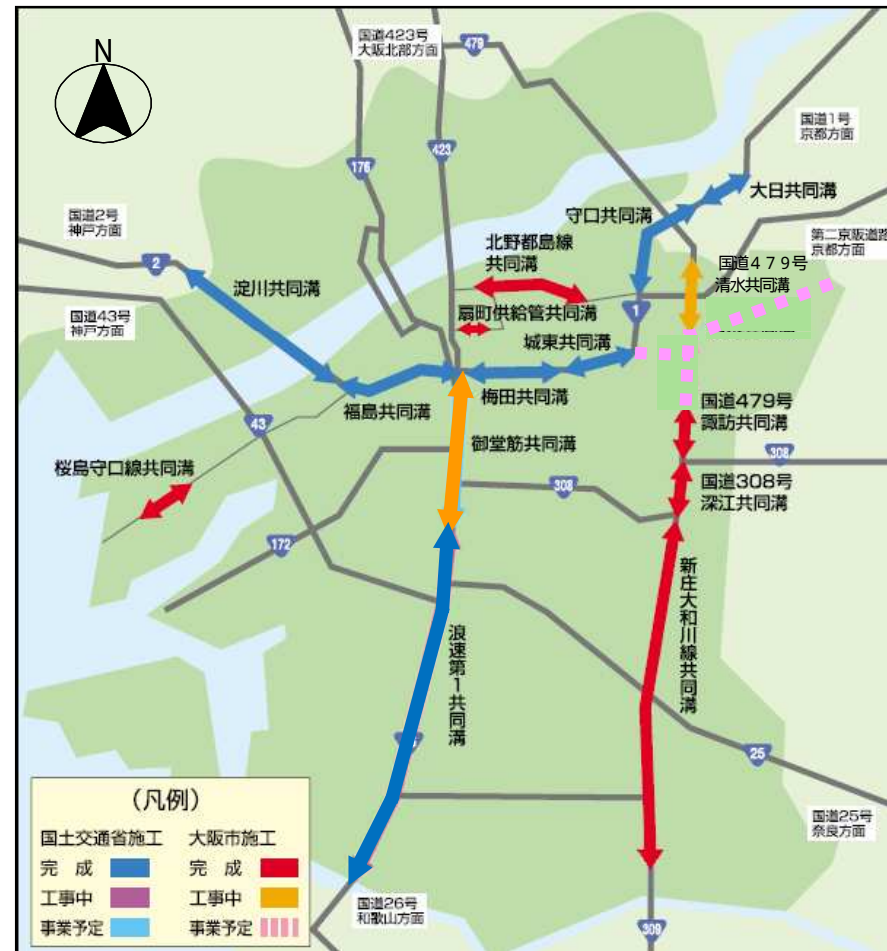 N
国道423号
大阪北部方面
479
国道1号
京都方面
423
176
大日共同溝
守口共同溝
国道2号
神戸方面
2
北野都島線
共同溝
第二京阪道路
京都方面
国道479号
清水共同溝
淀川共同溝
扇町供給管共同溝
1
国道43号
神戸方面
城東共同溝
梅田共同溝
福島共同溝
43
国道479号
諏訪共同溝
御堂筋共同溝
308
桜島守口線共同溝
国道308号
深江共同溝
308
172
新庄大和川線共同溝
浪速第1共同溝
25
国道25号
奈良方面
(凡例)
国土交通省施工 大阪市施工
完成 完成
工事中 工事中
事業予定 事業予定
国道26号
和歌山方面
309